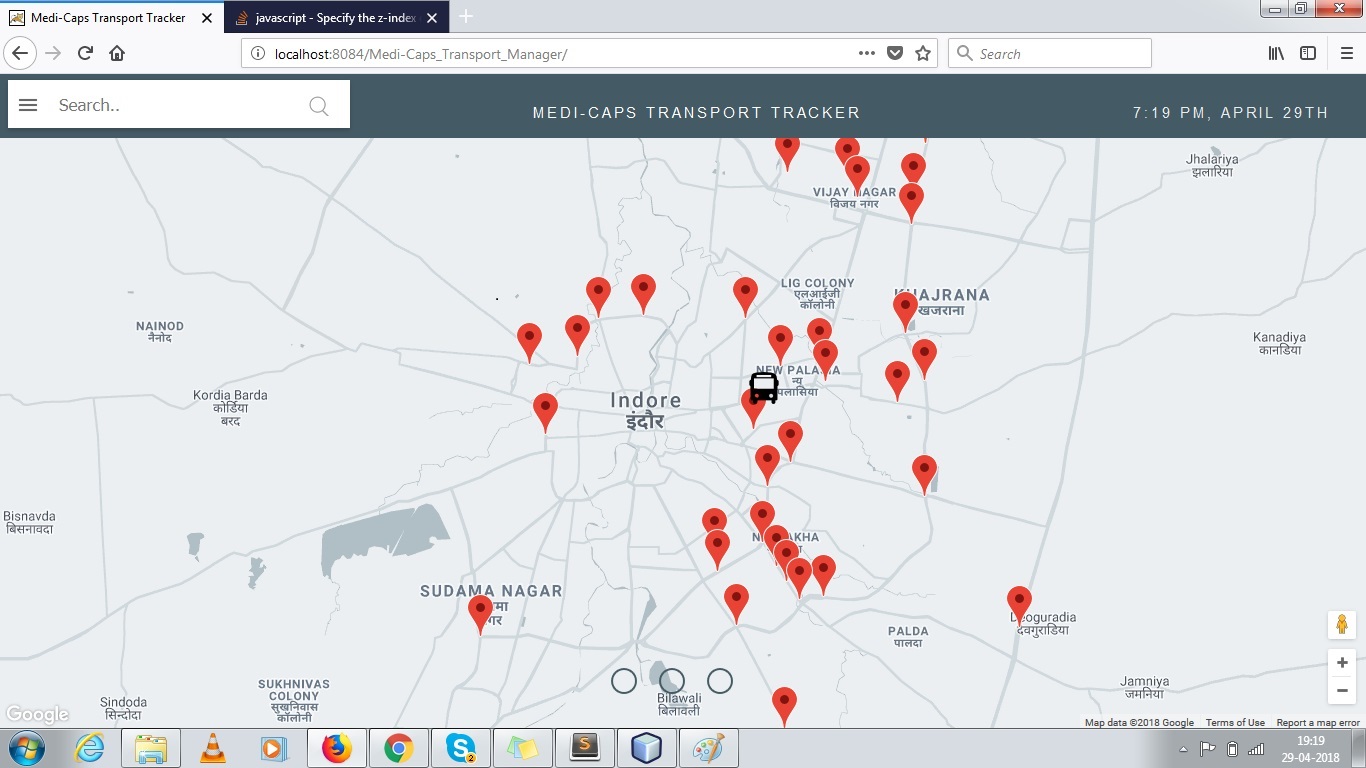 Medi-Caps Transport Tracker
javascript - Specify the z-index
localhost:8084/Medi-Caps_Transport_Manager/
Search
Search..
MEDI-CAPS TRANSPORT TRACKER
7:19 PM, APRIL 29TH
Jhalariya
झलारिया
VIJAY NAGAR
विजय नगर
LIG COLONY
एलआईजी
कॉलोनी
KHAJRANA
खजराना
NAINOD
नैनोद
Kanadiya
कानडिया
NEW PALASIA
न्यू
पलासिया
Kordia Barda
कोर्डिया
बरद
Indore
इंदौर
Bisnavda
बिसनावदा
SUDAMA NAGAR
Deoguradia
देवगुराडिया
PALDA
पालदा
SUKHNIVAS
COLONY
सुखनिवास
कॉलोनी
Bilawali
बिलावली
Jamniya
जमनिया
Sindoda
सिन्दोदा
Google
Map data ©2018 Google
Terms of Use
Report a map error
2
S
19:19
29-04-2018